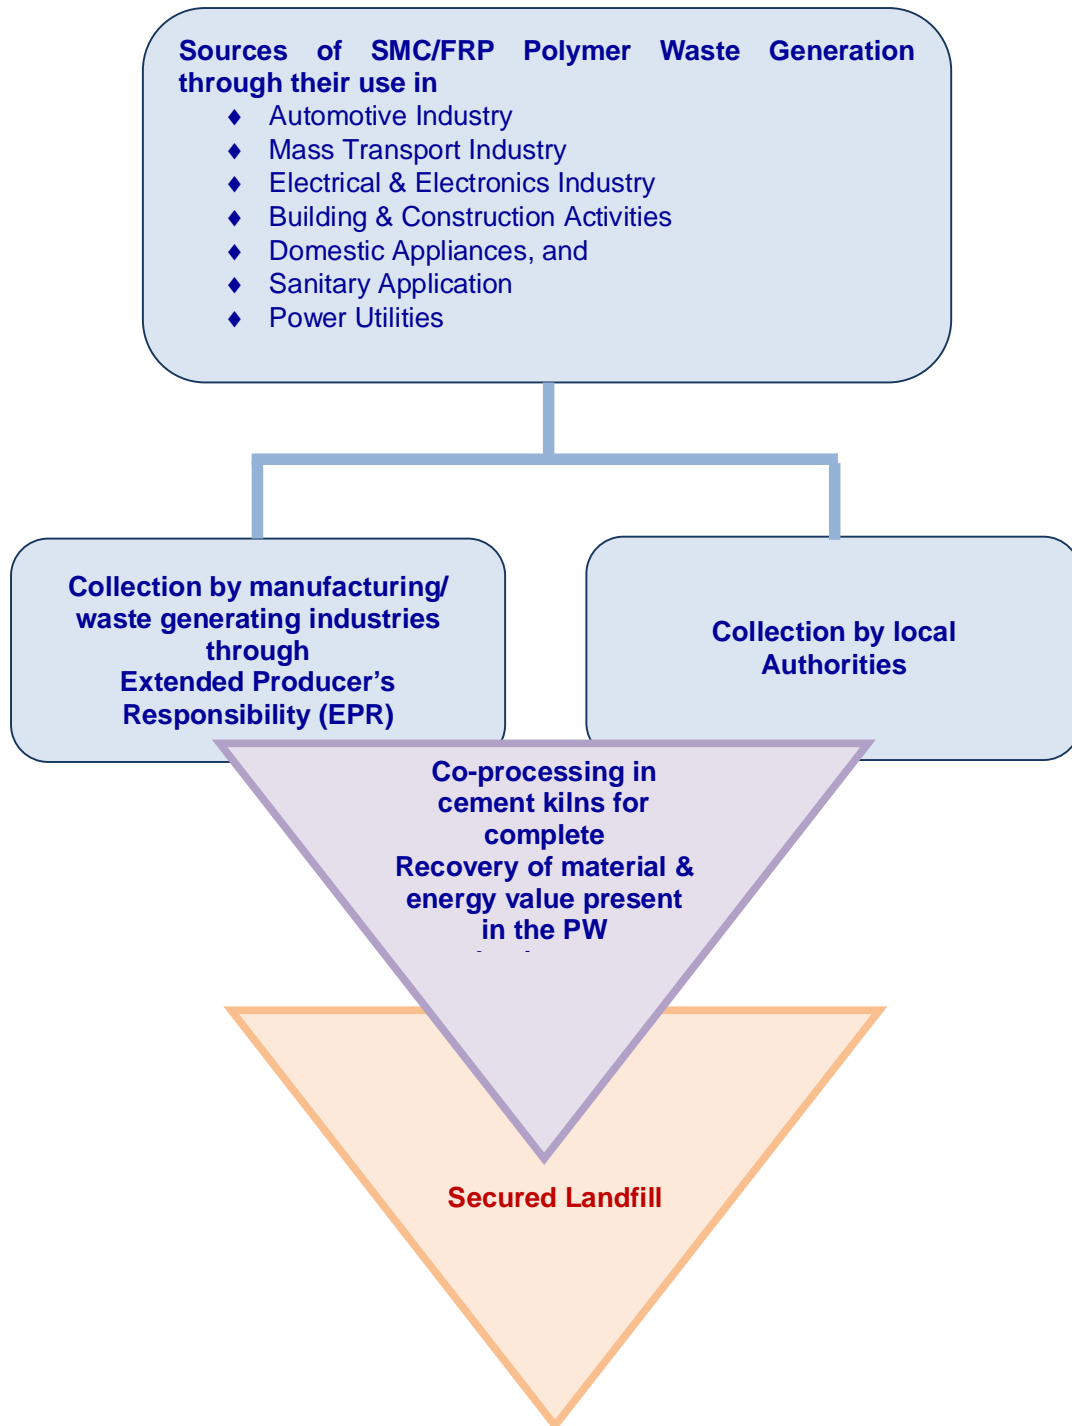 Sources of SMC/FRP Polymer Waste Generation
through their use in
♦ Automotive Industry
♦ Mass Transport Industry
♦ Electrical & Electronics Industry
♦ Building & Construction Activities
♦ Domestic Appliances, and
♦ Sanitary Application
♦ Power Utilities
Collection by manufacturing/
waste generating industries
through
Extended Producer’s
Responsibility (EPR)
Collection by local
Authorities
Co-processing in
cement kilns for
complete
Recovery of material &
energy value present
in the PW
Secured Landfill